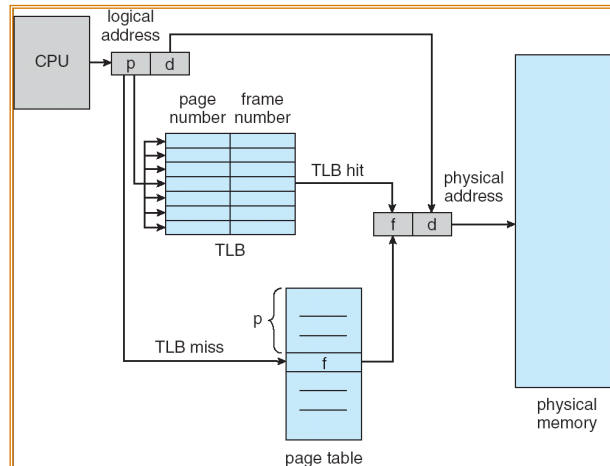 logical
address
CPU
p d
page frame
number number
TLB hit
physical
address
f d
TLB
p
TLB miss
f
page table
physical
memory